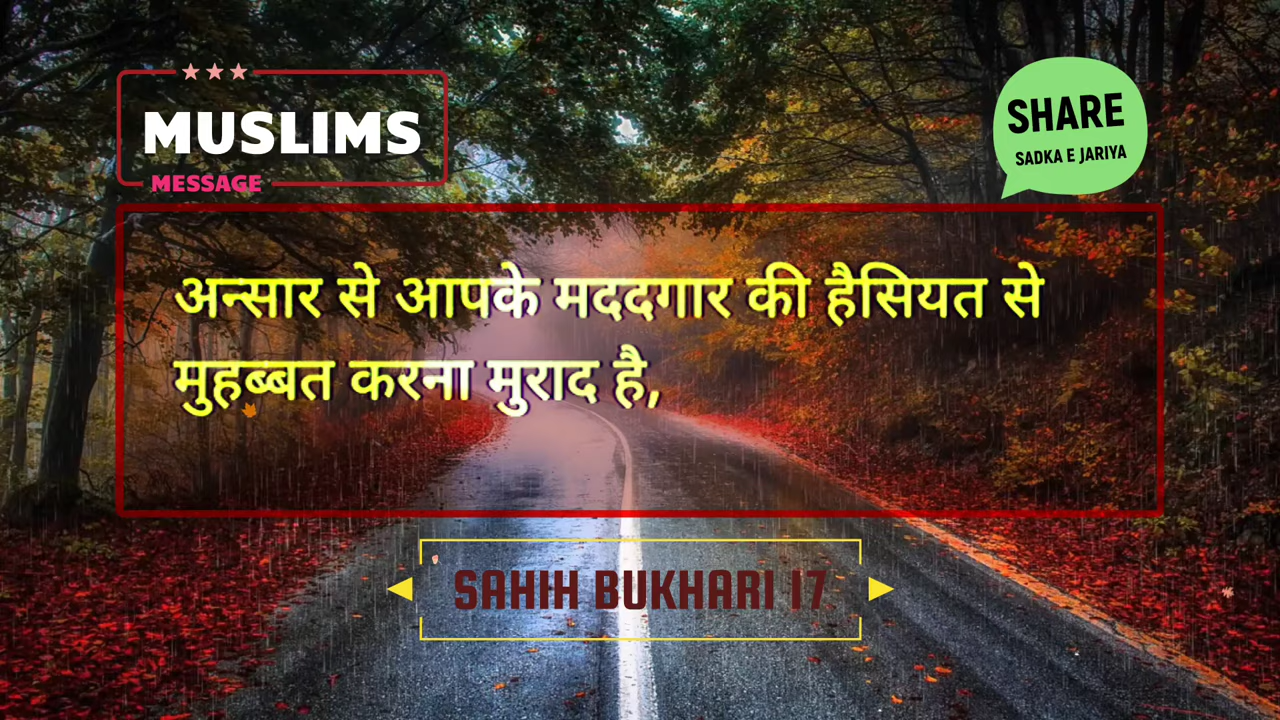 MUSLIMS
MESSAGE
SHARE
SADKA E JARIYA
अन्सार से आपके मददगार की हैसियत से
मुहब्बत करना मुराद है,
SAHIH BUKHARI 17